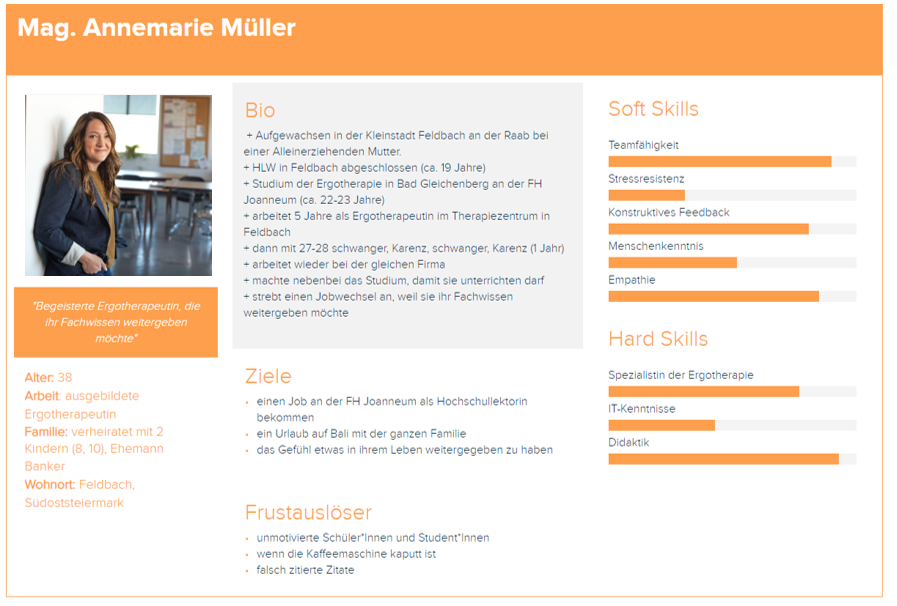 Mag. Annemarie Müller
"Begeisterte Ergotherapeutin, die
ihr Fachwissen weitergeben
möchte"
Alter: 38
Arbeit: ausgebildete
Ergotherapeutin
Familie: verheiratet mit 2
Kindern (8, 10), Ehemann
Banker
Wohnort: Feldbach,
Südoststeiermark
Bio
+ Aufgewachsen in der Kleinstadt Feldbach an der Raab bei
einer Alleinerziehenden Mutter.
+ HLW in Feldbach abgeschlossen (ca. 19 Jahre)
+ Studium der Ergotherapie in Bad Gleichenberg an der FH
Joanneum (ca. 22-23 Jahre)
+ arbeitet 5 Jahre als Ergotherapeutin im Therapiezentrum in
Feldbach
+ dann mit 27-28 schwanger, Karenz, schwanger, Karenz (1 Jahr)
+ arbeitet wieder bei der gleichen Firma
+ machte nebenbei das Studium, damit sie unterrichten darf
+ strebt einen Jobwechsel an, weil sie ihr Fachwissen
weitergeben möchte
Ziele
• einen Job an der FH Joanneum als Hochschullektorin
bekommen
• ein Urlaub auf Bali mit der ganzen Familie
• das Gefühl etwas in ihrem Leben weitergegeben zu haben
Frustauslöser
• unmotivierte Schüler*Innen und Student*Innen
• wenn die Kaffeemaschine kaputt ist
• falsch zitierte Zitate
Soft Skills
Teamfähigkeit
Stressresistenz
Konstruktives Feedback
Menschenkenntnis
Empathie
Hard Skills
Spezialistin der Ergotherapie
IT-Kenntnisse
Didaktik